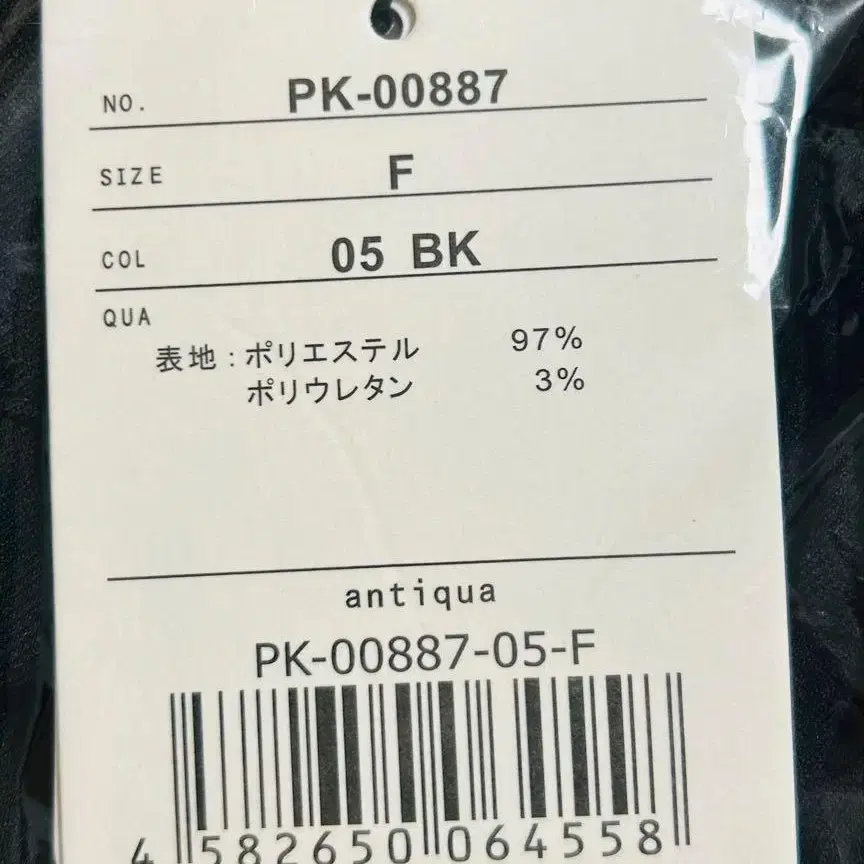 NO. PK-00887
SIZE F
COL 05 BK
QUA
表地:ポリエステル 97%
ポリウレタン 3%
antiqua
PK-00887-05-F
4 582650 064558